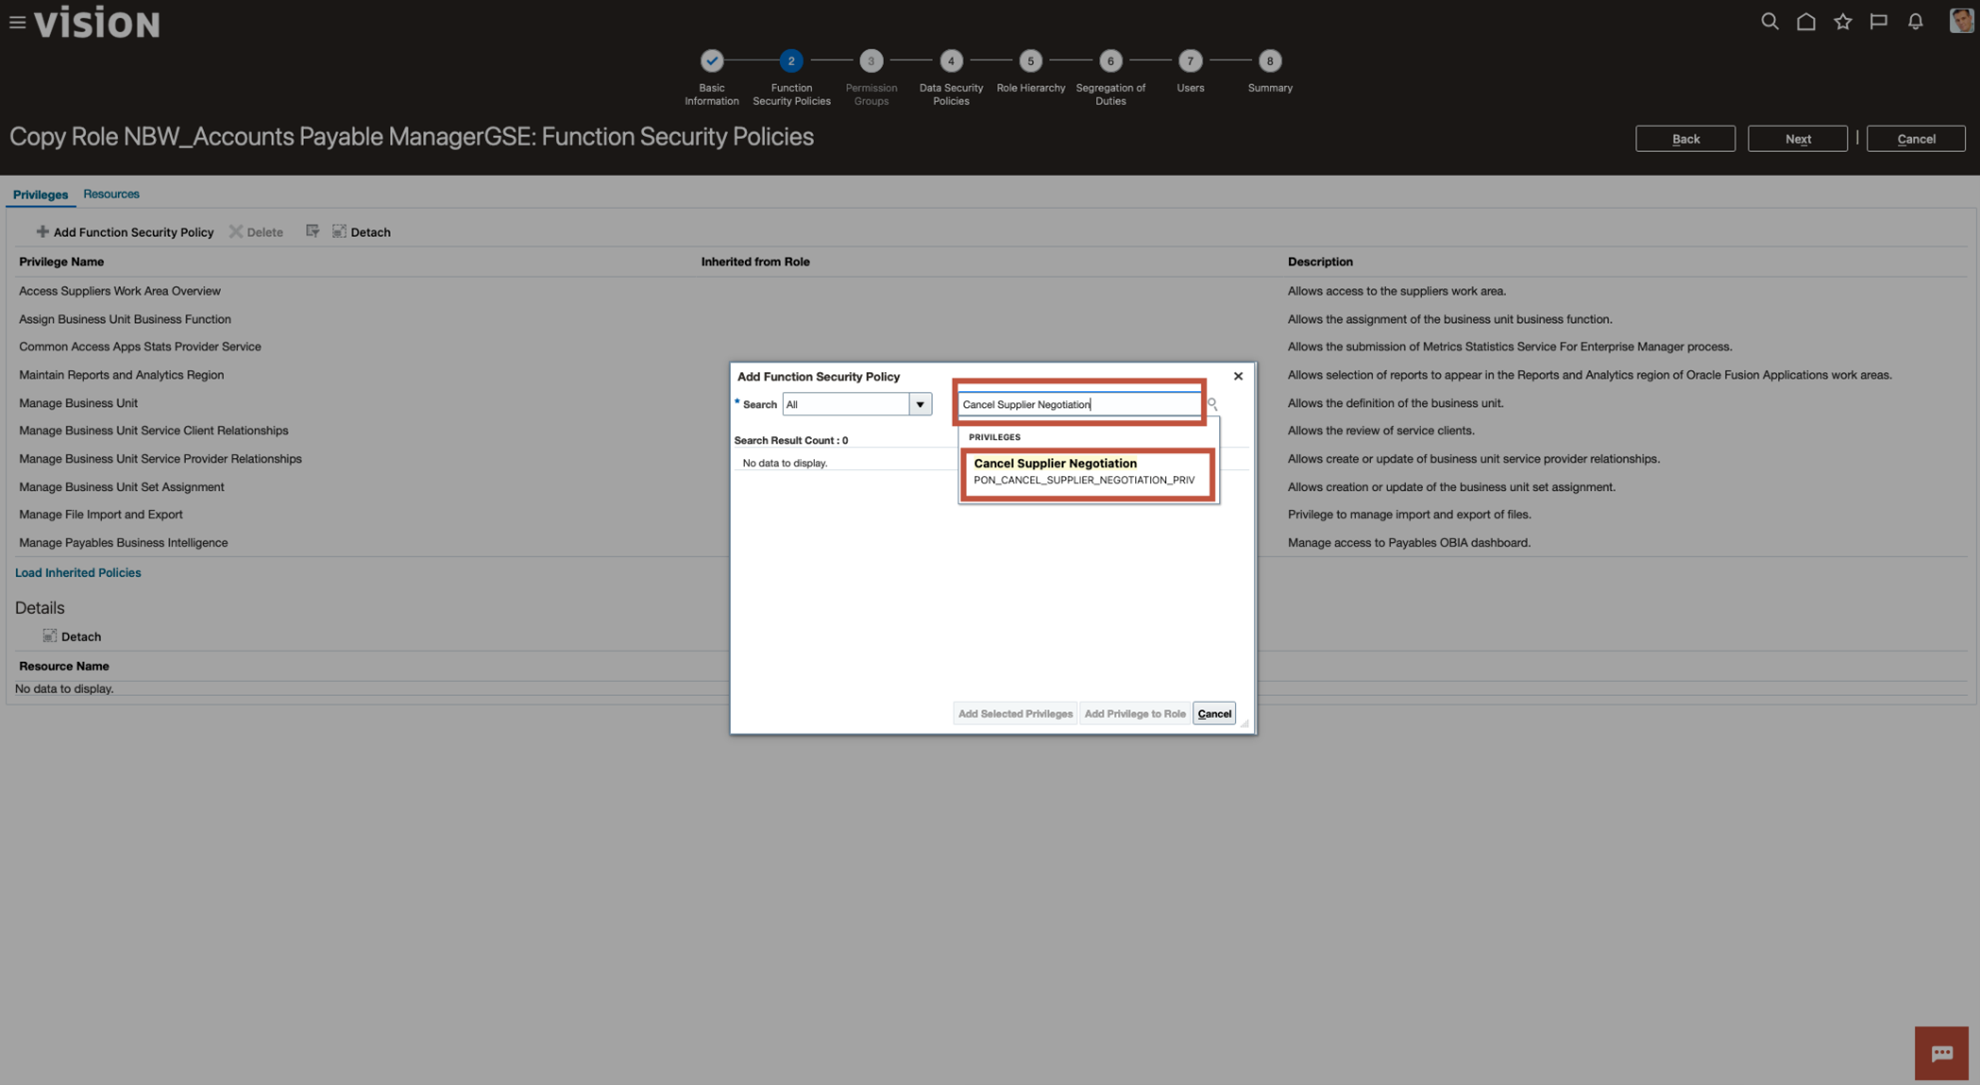 VISION
2
3
4
5
6
7
8
Basic Information
Function Security Policies
Permission Groups
Data Security Policies
Role Hierarchy
Segregation of Duties
Users
Summary
Copy Role NBW_Accounts Payable ManagerGSE: Function Security Policies
Back
Next
Cancel
Privileges
Resources
Add Function Security Policy
Delete
Detach
Privilege Name
Inherited from Role
Description
Access Suppliers Work Area Overview
Allows access to the suppliers work area.
Assign Business Unit Business Function
Allows the assignment of the business unit business function.
Common Access Apps Stats Provider Service
Allows the submission of Metrics Statistics Service For Enterprise Manager process.
Maintain Reports and Analytics Region
Allows selection of reports to appear in the Reports and Analytics region of Oracle Fusion Applications work areas.
Manage Business Unit
Allows the definition of the business unit.
Manage Business Unit Service Client Relationships
Allows the review of service clients.
Manage Business Unit Service Provider Relationships
Allows create or update of business unit service provider relationships.
Manage Business Unit Set Assignment
Allows creation or update of the business unit set assignment.
Manage File Import and Export
Privilege to manage import and export of files.
Manage Payables Business Intelligence
Manage access to Payables OBIA dashboard.
Load Inherited Policies
Details
Detach
Resource Name
No data to display.
Add Function Security Policy
* Search
All
Cancel Supplier Negotiation
Search Result Count : 0
No data to display.
PRIVILEGES
Cancel Supplier Negotiation
PON_CANCEL_SUPPLIER_NEGOTIATION_PRIV
Add Selected Privileges
Add Privilege to Role
Cancel